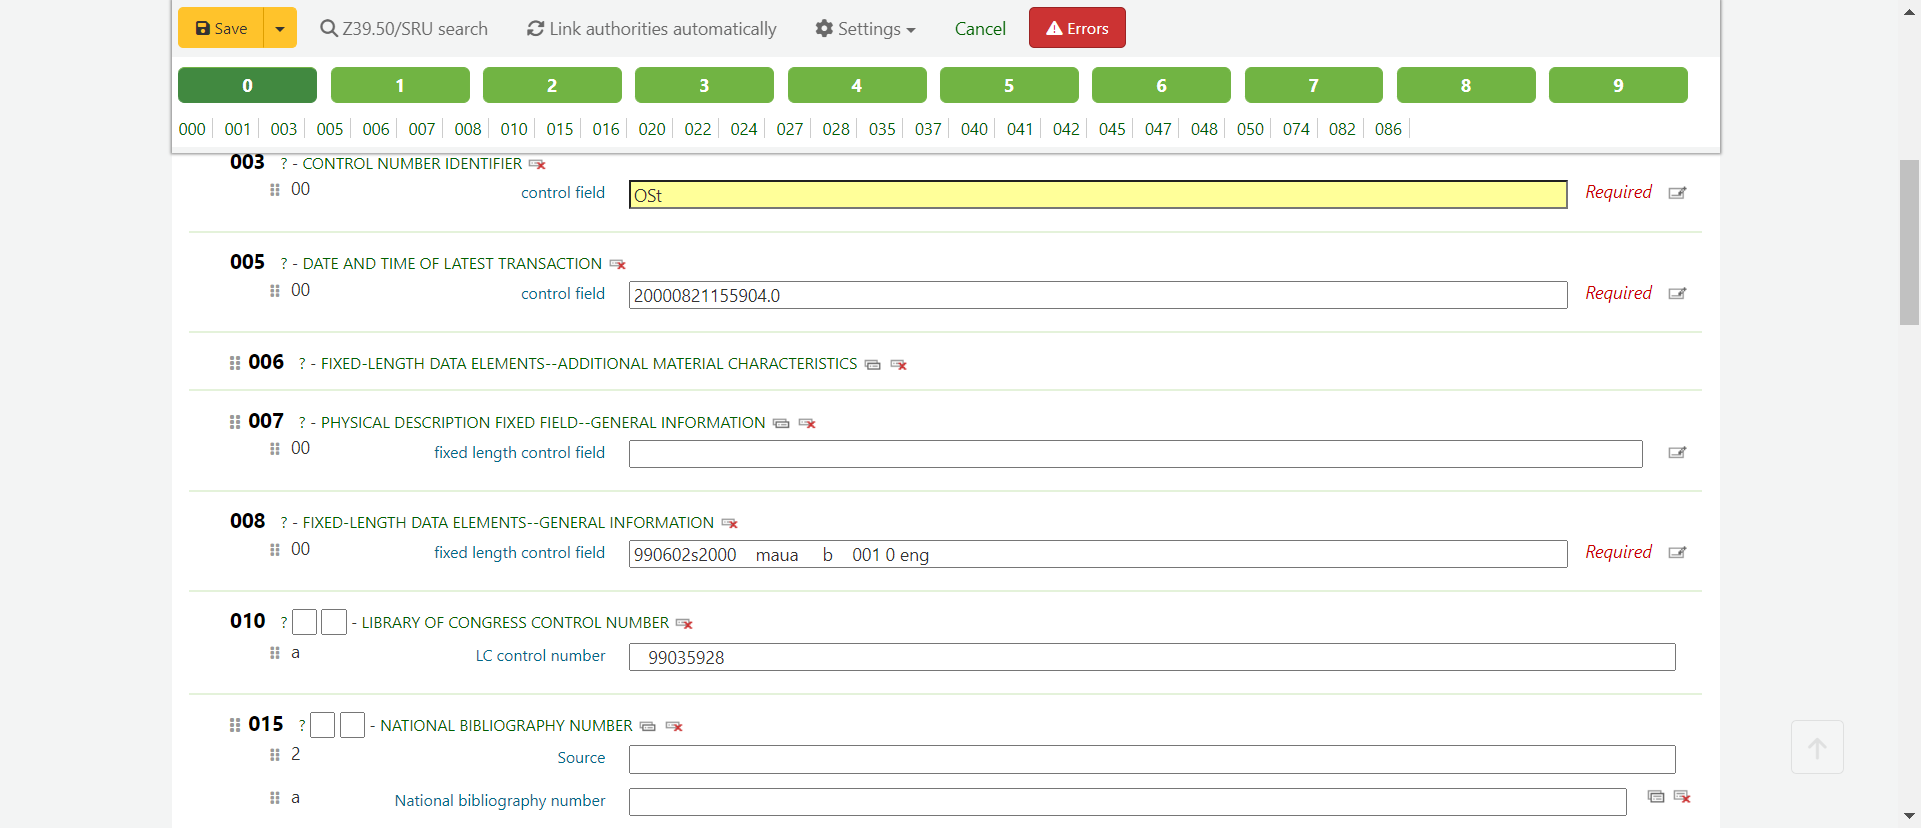 Save Z39.50/SRU search Link authorities automatically Settings Cancel Errors
0 1 2 3 4 5 6 7 8 9
000 001 003 005 006 007 008 010 015 016 020 022 024 027 028 035 037 040 041 042 045 047 048 050 074 082 086
003 ? - CONTROL NUMBER IDENTIFIER
00 control field OSt Required
005 ? - DATE AND TIME OF LATEST TRANSACTION
00 control field 20000821155904.0 Required
006 ? - FIXED-LENGTH DATA ELEMENTS--ADDITIONAL MATERIAL CHARACTERISTICS
007 ? - PHYSICAL DESCRIPTION FIXED FIELD--GENERAL INFORMATION
00 fixed length control field
008 ? - FIXED-LENGTH DATA ELEMENTS--GENERAL INFORMATION
00 fixed length control field 990602s2000    maua     b    001 0 eng Required
010 ? - LIBRARY OF CONGRESS CONTROL NUMBER
a LC control number 99035928
015 ? - NATIONAL BIBLIOGRAPHY NUMBER
2 Source
a National bibliography number